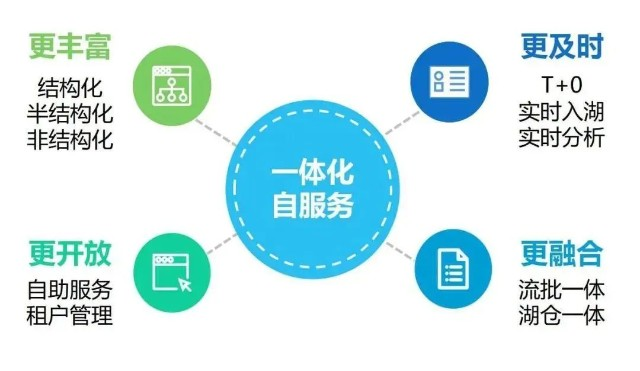 更丰富
结构化
半结构化
非结构化
更及时
T+0
实时入湖
实时分析
一体化
自服务
更开放
自助服务
租户管理
更融合
流批一体
湖仓一体